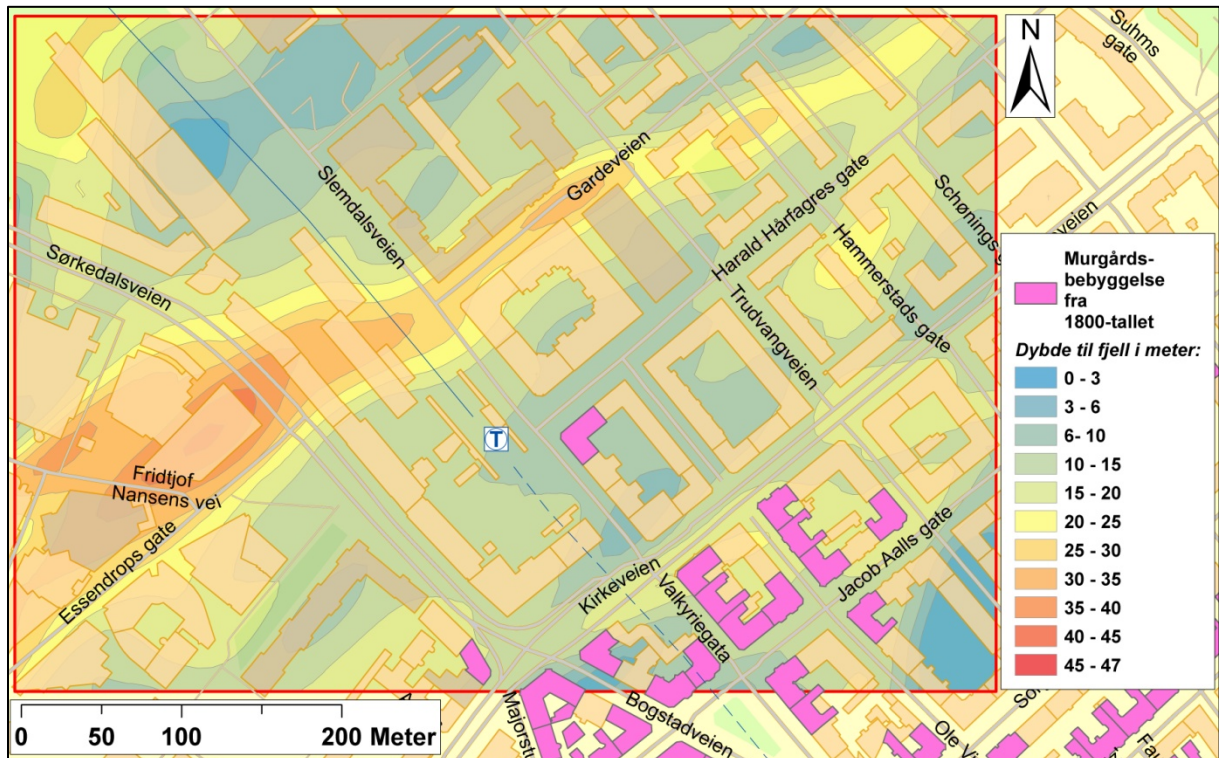 Suhms
gate
N
Slemdalsveien
Gardeveien
Harald Hårfagres gate
Schønings
Hammerstads gate
Trudvangveien
Sørkedalsveien
Fridtjof
Nansens vei
Essendrops gate
T
Kirkeveien
Valkyriegata
Jacob Aalls gate
Bogstadveien
Murgårds-
bebyggelse
fra
1800-tallet
Dybde til fjell i meter:
0 - 3
3 - 6
6- 10
10 - 15
15 - 20
20 - 25
25 - 30
30 - 35
35 - 40
40 - 45
45 - 47
0 50 100 200 Meter